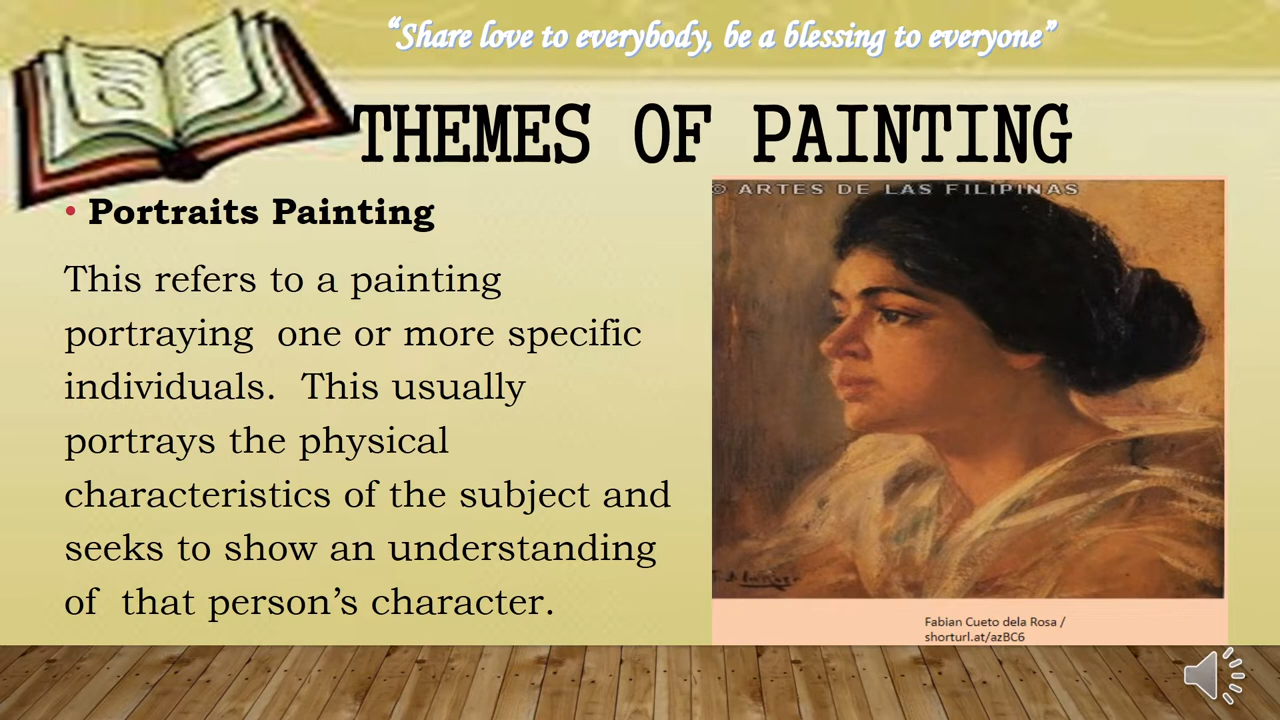 “Share love to everybody, be a blessing to everyone”
THEMES OF PAINTING
© ARTES DE LAS FILIPINAS
• Portraits Painting
This refers to a painting
portraying one or more specific
individuals. This usually
portrays the physical
characteristics of the subject and
seeks to show an understanding
of that person’s character.
Fabian Cueto dela Rosa /
shorturl.at/azBC6